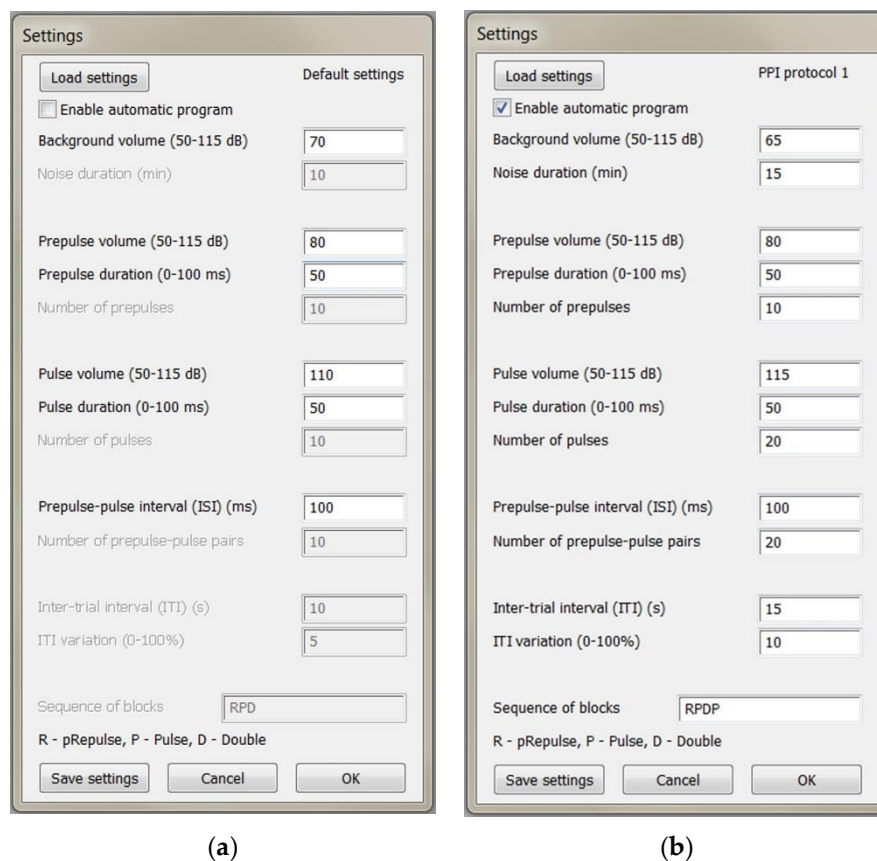 Settings
Load settings Default settings
Enable automatic program
Background volume (50-115 dB) 70
Noise duration (min) 10
Prepulse volume (50-115 dB) 80
Prepulse duration (0-100 ms) 50
Number of prepulses 10
Pulse volume (50-115 dB) 110
Pulse duration (0-100 ms) 50
Number of pulses 10
Prepulse-pulse interval (ISI) (ms) 100
Number of prepulse-pulse pairs 10
Inter-trial interval (ITI) (s) 10
ITI variation (0-100%) 5
Sequence of blocks RPD
R - pRepulse, P - Pulse, D - Double
Save settings Cancel OK
(a)
Settings
Load settings PPI protocol 1
Enable automatic program
Background volume (50-115 dB) 65
Noise duration (min) 15
Prepulse volume (50-115 dB) 80
Prepulse duration (0-100 ms) 50
Number of prepulses 10
Pulse volume (50-115 dB) 115
Pulse duration (0-100 ms) 50
Number of pulses 20
Prepulse-pulse interval (ISI) (ms) 100
Number of prepulse-pulse pairs 20
Inter-trial interval (ITI) (s) 15
ITI variation (0-100%) 10
Sequence of blocks RPDP
R - pRepulse, P - Pulse, D - Double
Save settings Cancel OK
(b)